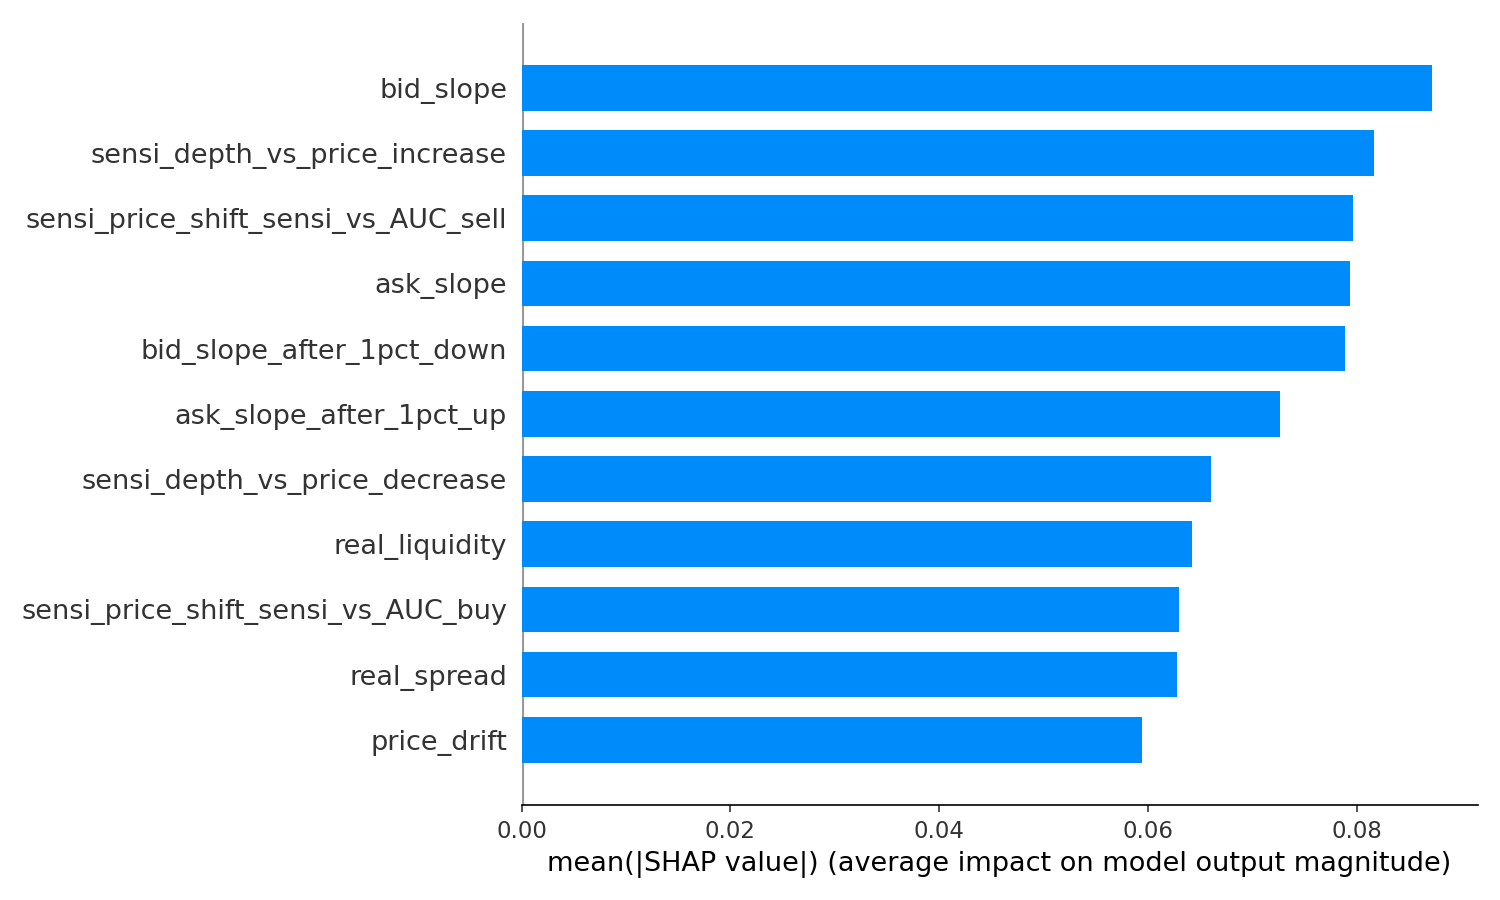 bid_slope
sensi_depth_vs_price_increase
sensi_price_shift_sensi_vs_AUC_sell
ask_slope
bid_slope_after_1pct_down
ask_slope_after_1pct_up
sensi_depth_vs_price_decrease
real_liquidity
sensi_price_shift_sensi_vs_AUC_buy
real_spread
price_drift
0.00 0.02 0.04 0.06 0.08
mean(|SHAP value|) (average impact on model output magnitude)